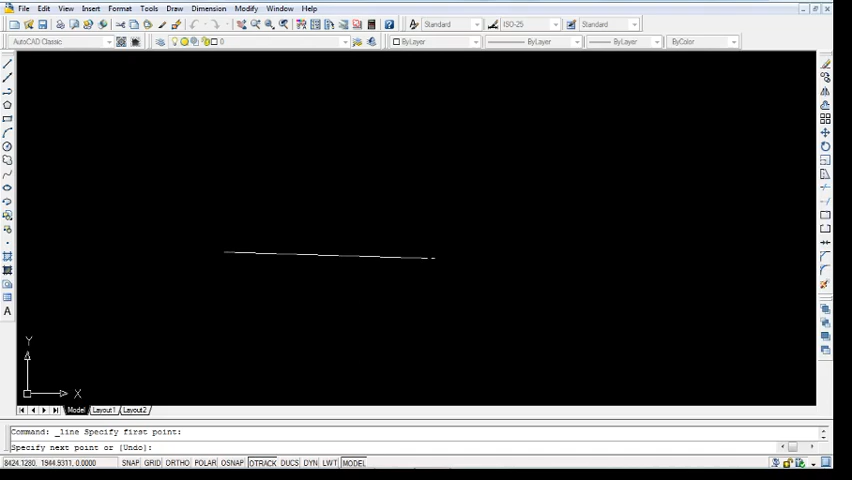 File Edit View Insert Format Tools Draw Dimension Modify Window Help
Standard ISO-25 Standard
AutoCAD Classic 0 ByLayer ByLayer ByLayer ByColor
A
Y
X
Model Layout1 Layout2
Command: _line Specify first point:
Specify next point or [Undo]:
8424.1280, 1944.9311, 0.0000 SNAP GRID ORTHO POLAR OSNAP OTRACK DUCS DYN LWT MODEL